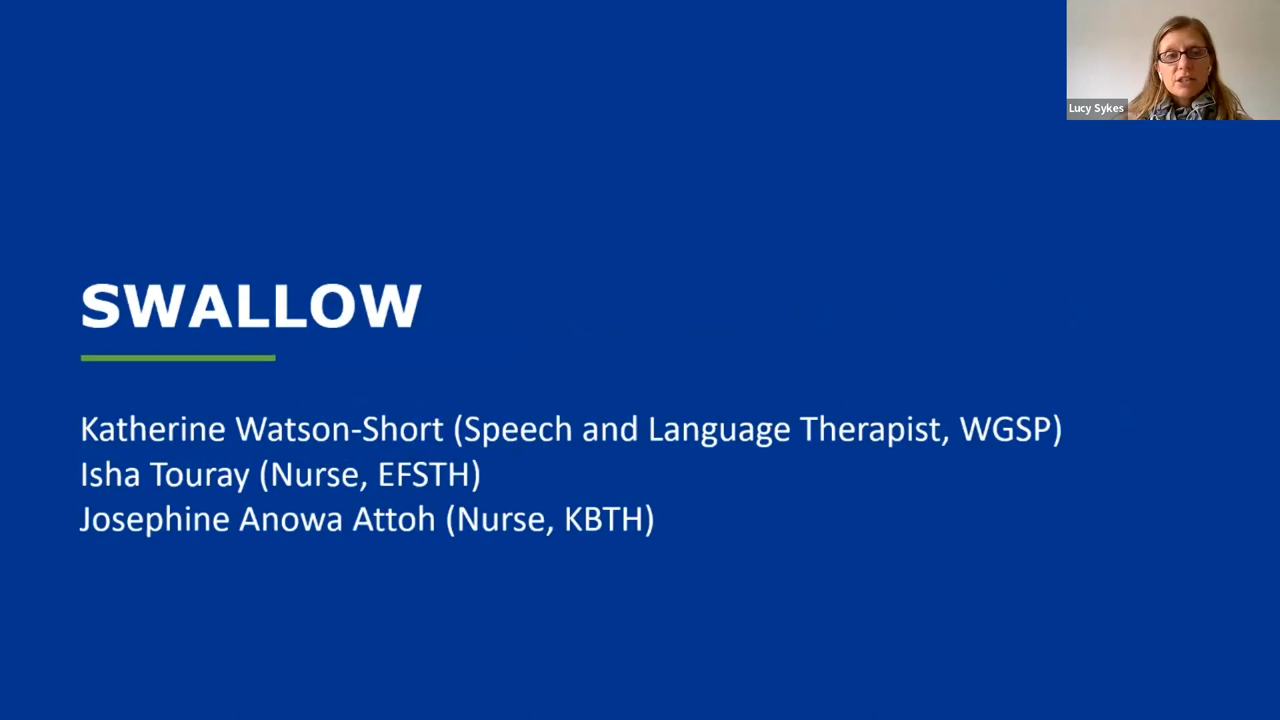 Lucy Sykes
SWALLOW
Katherine Watson-Short (Speech and Language Therapist, WGSP)
Isha Touray (Nurse, EFSTH)
Josephine Anowa Attoh (Nurse, KBTH)